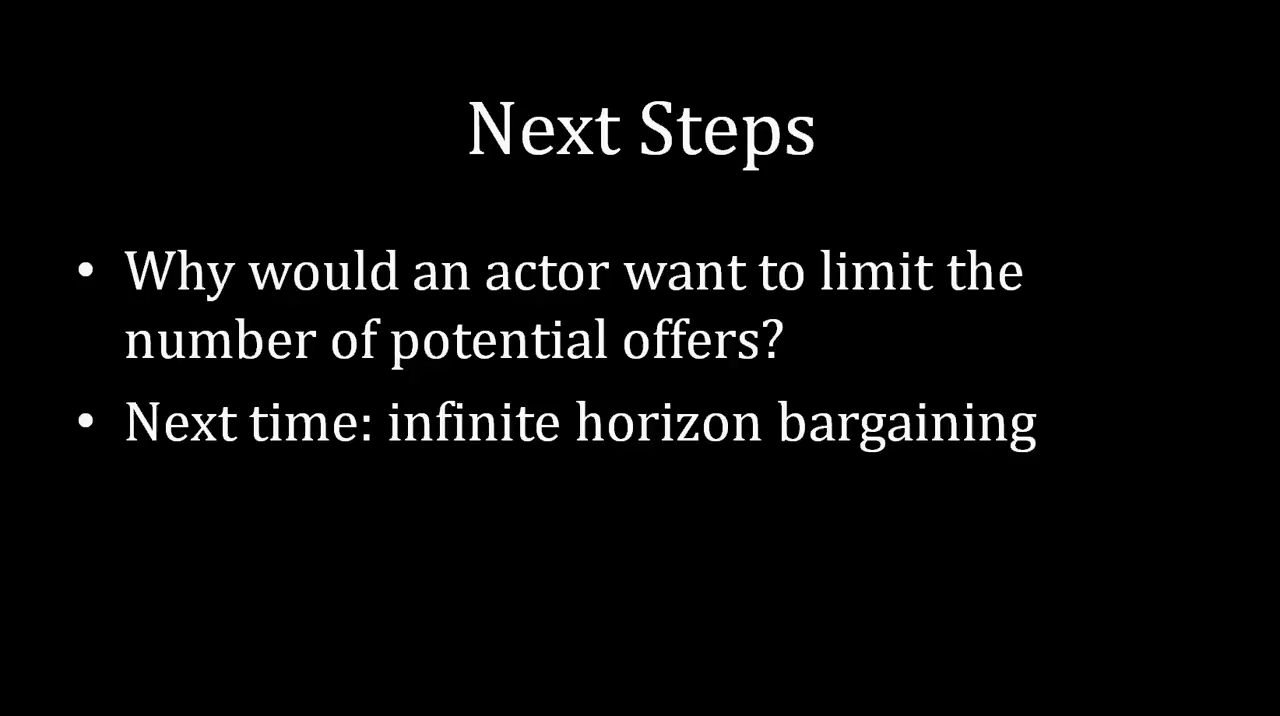 Next Steps
• Why would an actor want to limit the
number of potential offers?
• Next time: infinite horizon bargaining